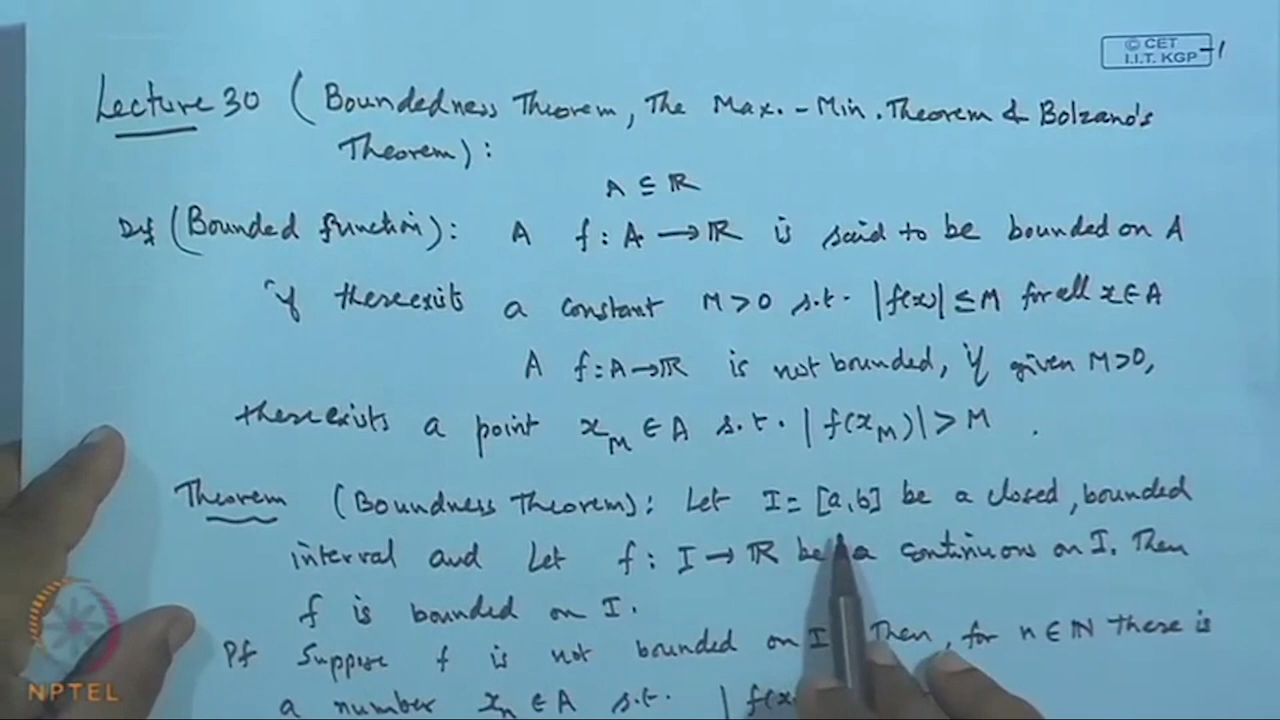 © CET
I.I.T. KGP
-1
Lecture 30 (Boundedness Theorem, The Max.-Min. Theorem & Bolzano's
Theorem):
A ⊆ ℝ
Def (Bounded function): A f: A → ℝ is said to be bounded on A
if there exits a constant M>0 s.t. |f(x)| ≤ M for all x∈A
A f: A→ℝ is not bounded, if given M>0,
there exists a point x_M ∈ A s.t. |f(x_M)| > M .
Theorem (Boundness Theorem): Let I= [a,b] be a closed, bounded
interval and Let f: I → ℝ be a continuous on I. Then
f is bounded on I.
Pf Suppose f is not bounded on I Then, for n∈ℕ there is
a number x_n ∈ A s.t. |f(x
NPTEL